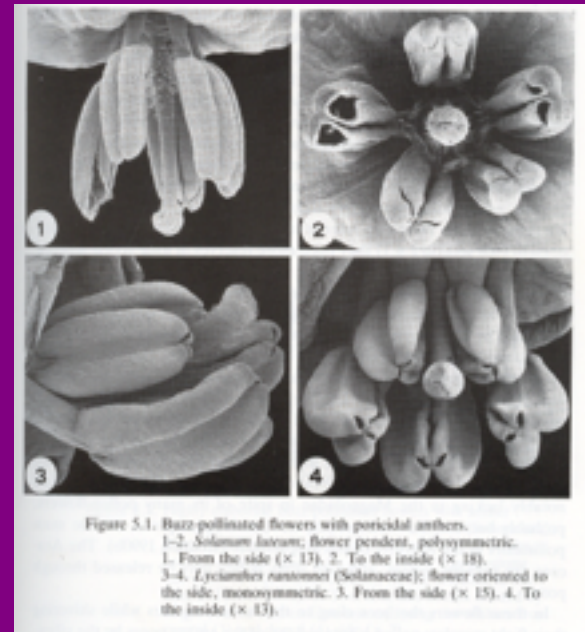 1
2
3
4
Figure 5.1. Buzz-pollinated flowers with poricidal anthers.
1–2. Solanum luteum; flower pendent, polysymmetric.
1. From the side (× 13). 2. To the inside (× 18).
3–4. Lycianthes rantonnei (Solanaceae); flower oriented to
the side, monosymmetric. 3. From the side (× 15). 4. To
the inside (× 13).